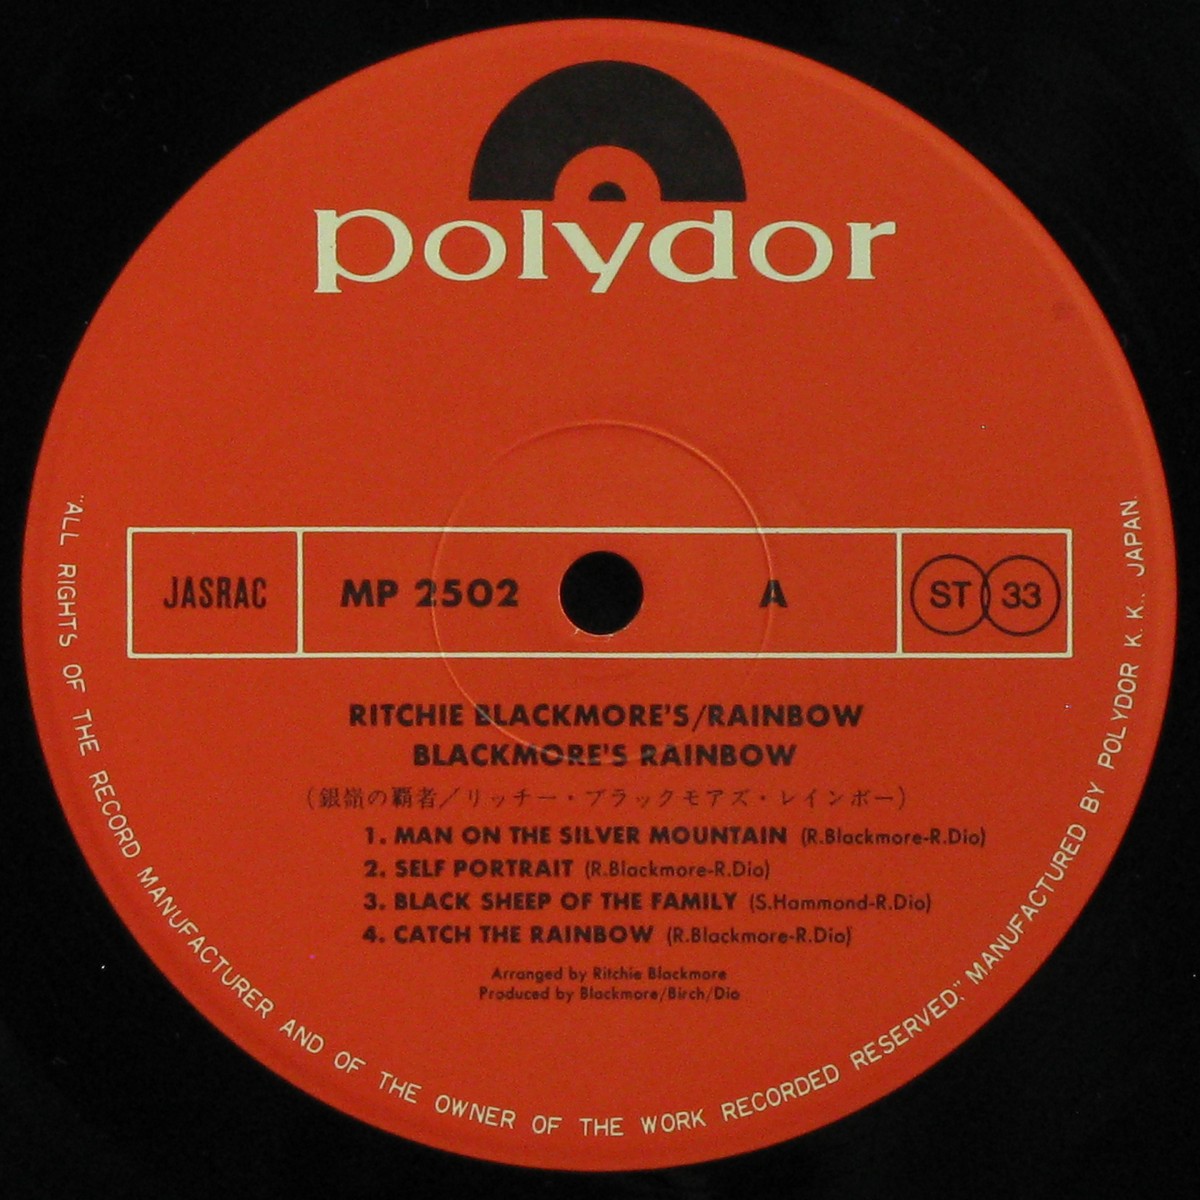 polydor
JASRAC MP 2502 A ST 33
RITCHIE BLACKMORE'S/RAINBOW
BLACKMORE'S RAINBOW
(銀嶺の覇者/リッチー・ブラックモアズ・レインボー)
1. MAN ON THE SILVER MOUNTAIN (R.Blackmore-R.Dio)
2. SELF PORTRAIT (R.Blackmore-R.Dio)
3. BLACK SHEEP OF THE FAMILY (S.Hammond-R.Dio)
4. CATCH THE RAINBOW (R.Blackmore-R.Dio)
Arranged by Ritchie Blackmore
Produced by Blackmore/Birch/Dio
"ALL RIGHTS OF THE RECORD MANUFACTURER AND OF THE OWNER OF THE WORK RECORDED RESERVED," MANUFACTURED BY POLYDOR K. K., JAPAN.